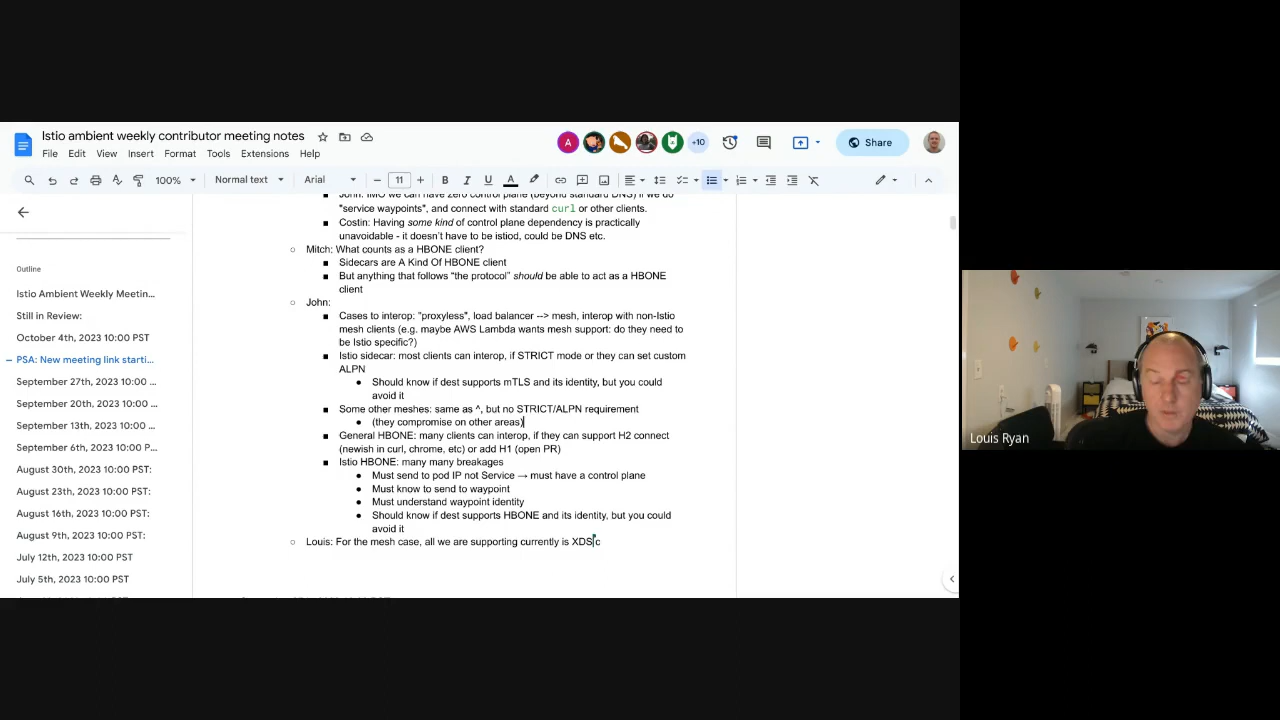 Istio ambient weekly contributor meeting notes
File Edit View Insert Format Tools Extensions Help
A
+10
Share
100%
Normal text
Arial
11
B I U A
Outline
Istio Ambient Weekly Meetin...
Still in Review:
October 4th, 2023 10:00 PST
PSA: New meeting link starti...
September 27th, 2023 10:00 ...
September 20th, 2023 10:00 ...
September 13th, 2023 10:00 ...
September 6th, 2023 10:00 P...
August 30th, 2023 10:00 PST:
August 23th, 2023 10:00 PST:
August 16th, 2023 10:00 PST:
August 9th, 2023 10:00 PST:
July 12th, 2023 10:00 PST
July 5th, 2023 10:00 PST
John: IMO we can have zero control plane (beyond standard DNS) if we do
"service waypoints", and connect with standard curl or other clients.
Costin: Having some kind of control plane dependency is practically
unavoidable - it doesn't have to be istiod, could be DNS etc.
Mitch: What counts as a HBONE client?
Sidecars are A Kind Of HBONE client
But anything that follows "the protocol" should be able to act as a HBONE
client
John:
Cases to interop: "proxyless", load balancer --> mesh, interop with non-Istio
mesh clients (e.g. maybe AWS Lambda wants mesh support: do they need to
be Istio specific?)
Istio sidecar: most clients can interop, if STRICT mode or they can set custom
ALPN
Should know if dest supports mTLS and its identity, but you could
avoid it
Some other meshes: same as ^, but no STRICT/ALPN requirement
(they compromise on other areas)
General HBONE: many clients can interop, if they can support H2 connect
(newish in curl, chrome, etc) or add H1 (open PR)
Istio HBONE: many many breakages
Must send to pod IP not Service → must have a control plane
Must know to send to waypoint
Must understand waypoint identity
Should know if dest supports HBONE and its identity, but you could
avoid it
Louis: For the mesh case, all we are supporting currently is XDS c
Louis Ryan